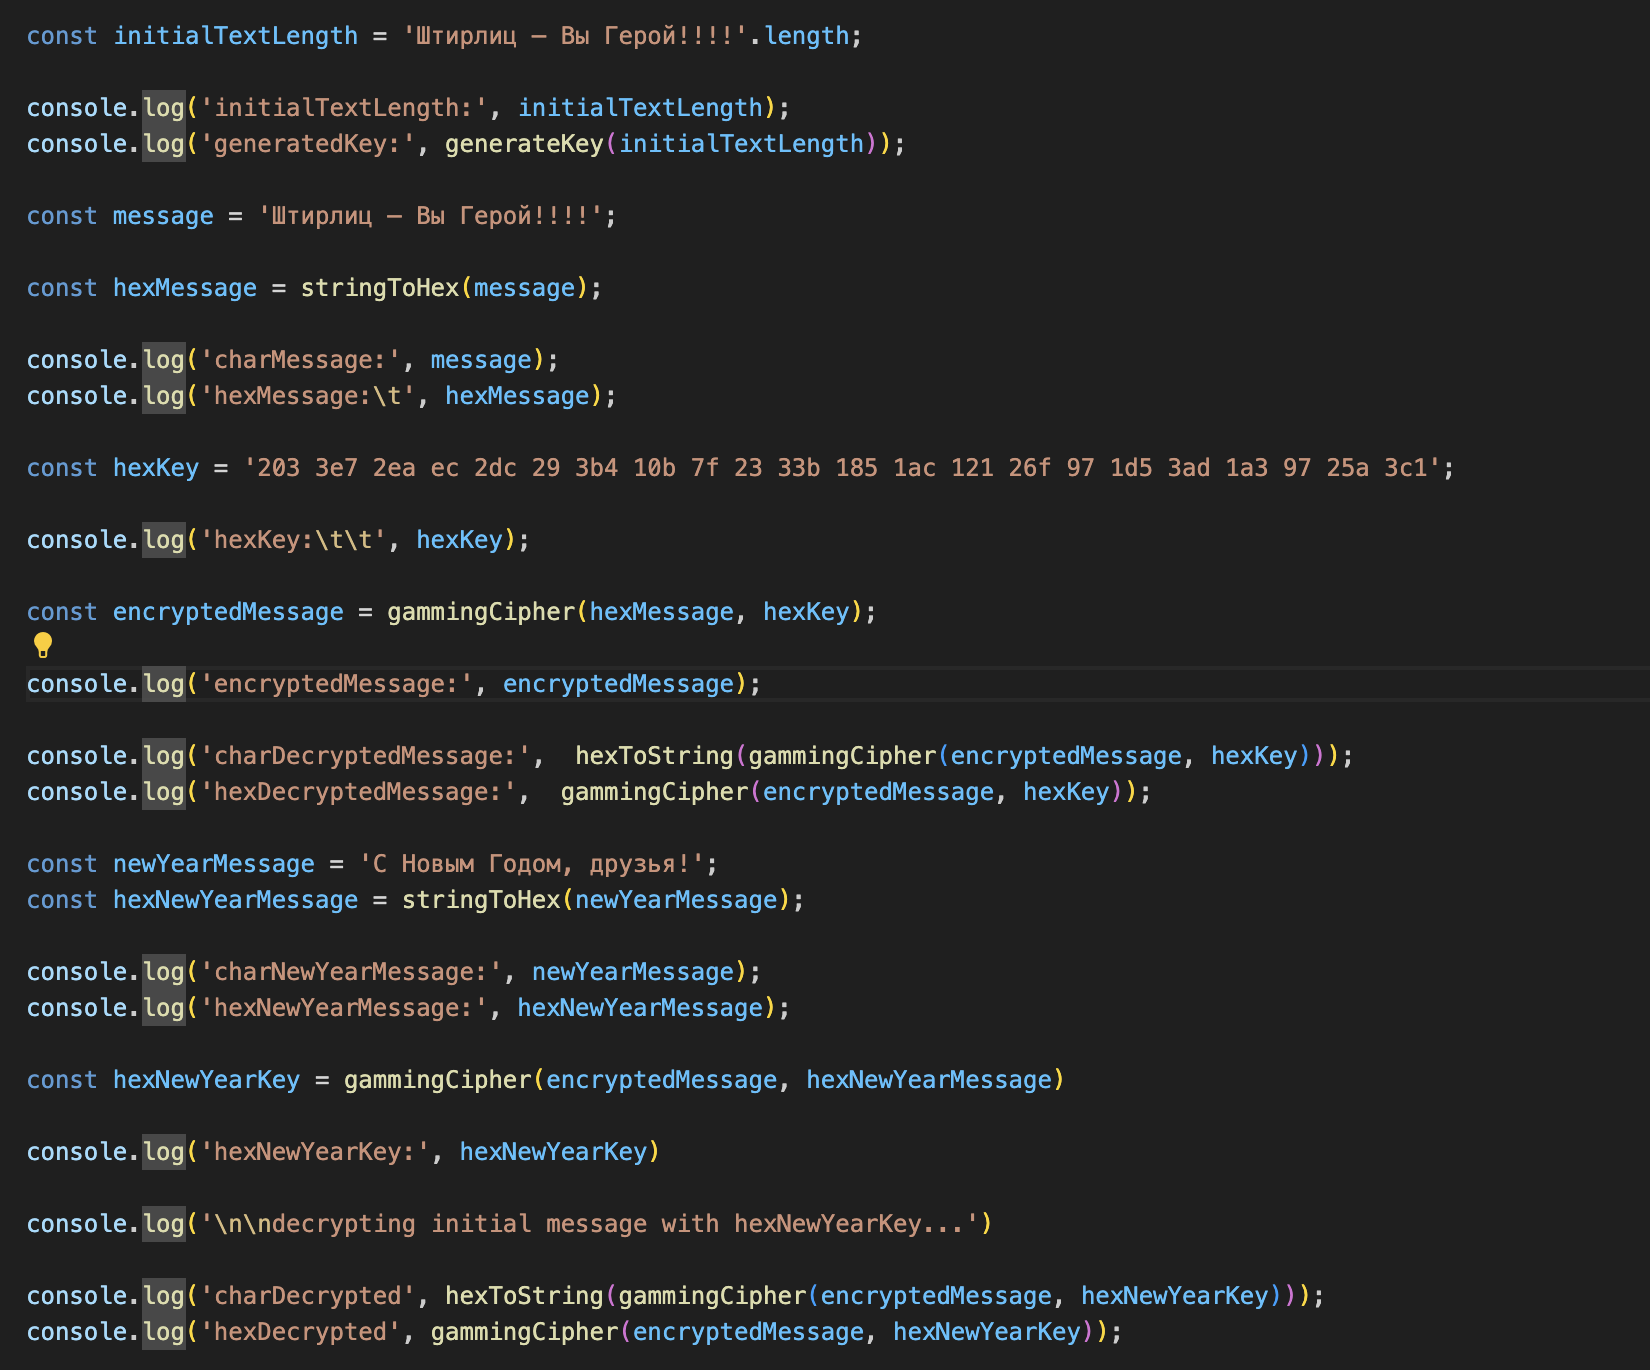 const initialTextLength = 'Штирлиц – Вы Герой!!!!'.length;
console.log('initialTextLength:', initialTextLength);
console.log('generatedKey:', generateKey(initialTextLength));
const message = 'Штирлиц – Вы Герой!!!!';
const hexMessage = stringToHex(message);
console.log('charMessage:', message);
console.log('hexMessage:\t', hexMessage);
const hexKey = '203 3e7 2ea ec 2dc 29 3b4 10b 7f 23 33b 185 1ac 121 26f 97 1d5 3ad 1a3 97 25a 3c1';
console.log('hexKey:\t\t', hexKey);
const encryptedMessage = gammingCipher(hexMessage, hexKey);
console.log('encryptedMessage:', encryptedMessage);
console.log('charDecryptedMessage:',  hexToString(gammingCipher(encryptedMessage, hexKey)));
console.log('hexDecryptedMessage:',  gammingCipher(encryptedMessage, hexKey));
const newYearMessage = 'С Новым Годом, друзья!';
const hexNewYearMessage = stringToHex(newYearMessage);
console.log('charNewYearMessage:', newYearMessage);
console.log('hexNewYearMessage:', hexNewYearMessage);
const hexNewYearKey = gammingCipher(encryptedMessage, hexNewYearMessage)
console.log('hexNewYearKey:', hexNewYearKey)
console.log('\n\ndecrypting initial message with hexNewYearKey...')
console.log('charDecrypted', hexToString(gammingCipher(encryptedMessage, hexNewYearKey)));
console.log('hexDecrypted', gammingCipher(encryptedMessage, hexNewYearKey));